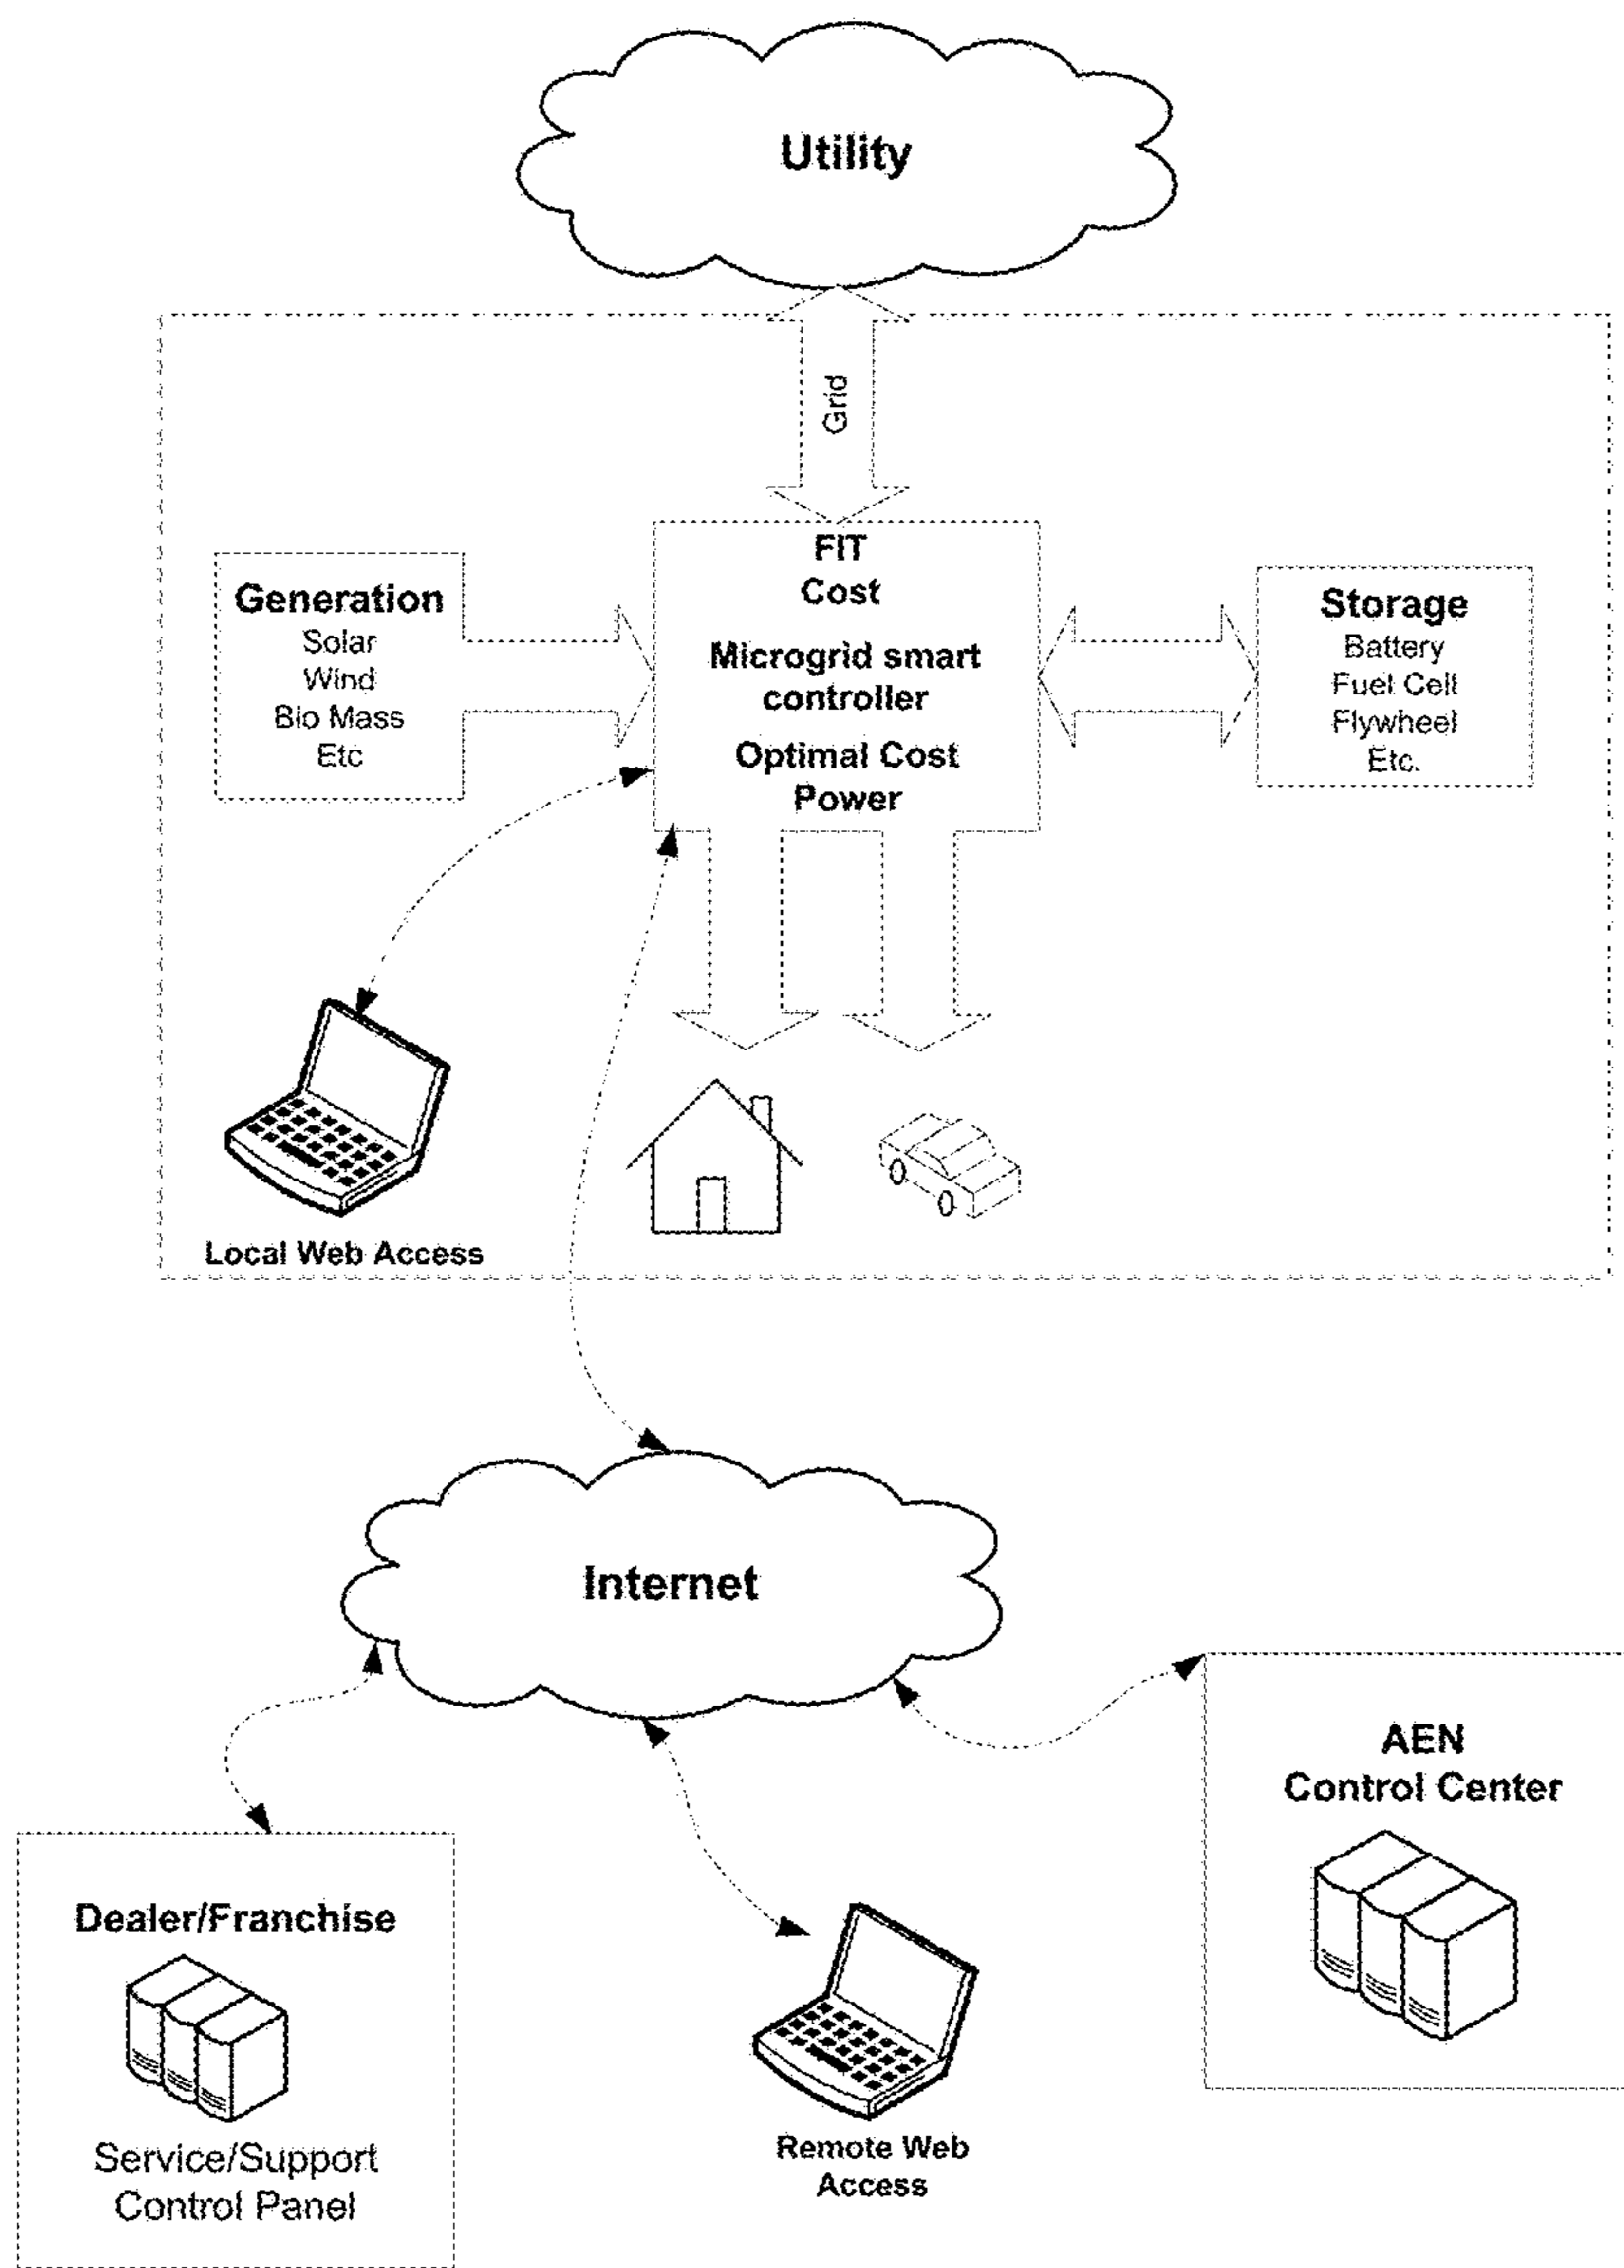 Utility
Grid
FIT
Cost
Generation
Solar
Wind
Bio Mass
Etc
Microgrid smart
controller
Optimal Cost
Power
Storage
Battery
Fuel Cell
Flywheel
Etc.
Local Web Access
Internet
AEN
Control Center
Dealer/Franchise
Service/Support
Control Panel
Remote Web
Access